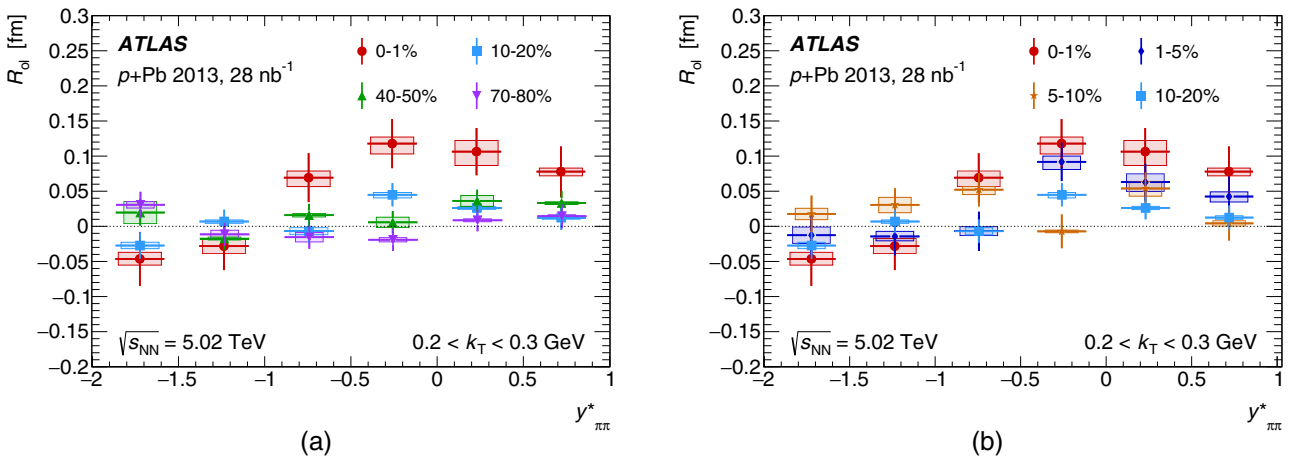 R_ol [fm]
0.3
0.25
0.2
0.15
0.1
0.05
0
−0.05
−0.1
−0.15
−0.2
ATLAS
p+Pb 2013, 28 nb⁻¹
0-1%
10-20%
40-50%
70-80%
√s_NN = 5.02 TeV
0.2 < k_T < 0.3 GeV
−2 −1.5 −1 −0.5 0 0.5 1
y*_ππ
(a)
R_ol [fm]
0.3
0.25
0.2
0.15
0.1
0.05
0
−0.05
−0.1
−0.15
−0.2
ATLAS
p+Pb 2013, 28 nb⁻¹
0-1%
1-5%
5-10%
10-20%
√s_NN = 5.02 TeV
0.2 < k_T < 0.3 GeV
−2 −1.5 −1 −0.5 0 0.5 1
y*_ππ
(b)